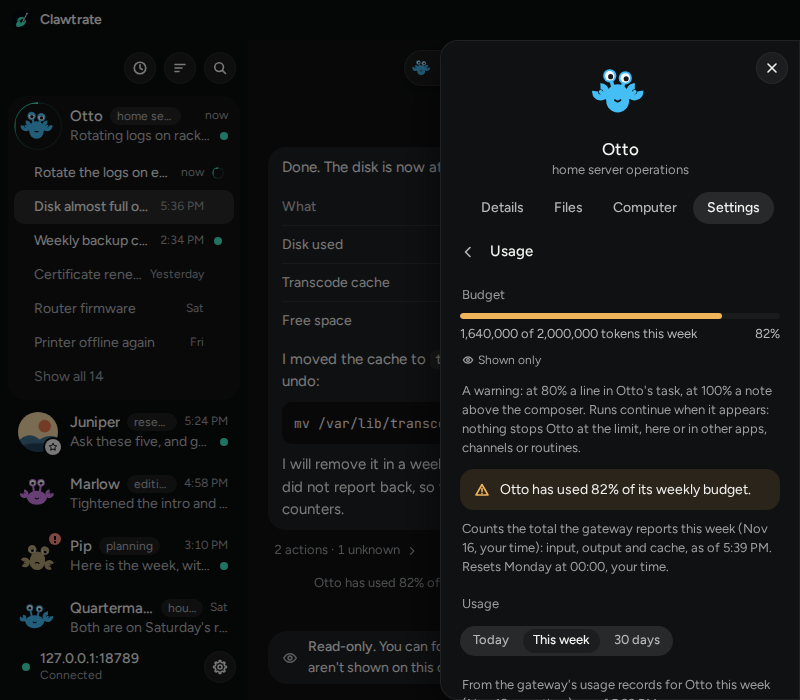 Clawtrate
Otto home se... now
Rotating logs on rack...
Rotate the logs on e... now
Disk almost full o... 5:36 PM
Weekly backup c... 2:34 PM
Certificate rene... Yesterday
Router firmware Sat
Printer offline again Fri
Show all 14
Juniper rese... 5:24 PM
Ask these five, and g...
Marlow editi... 4:58 PM
Tightened the intro and ...
Pip planning 3:10 PM
Here is the week, wit...
Quarterma... hou... Sat
Both are on Saturday's r...
127.0.0.1:18789
Connected
Done. The disk is now af
What
Disk used
Transcode cache
Free space
I moved the cache to t
undo:
mv /var/lib/transc
I will remove it in a week
did not report back, so
counters.
2 actions · 1 unknown
Otto has used 82% of
Read-only. You can fo
aren't shown on this c
Otto
home server operations
Details Files Computer Settings
Usage
Budget
1,640,000 of 2,000,000 tokens this week 82%
Shown only
A warning: at 80% a line in Otto's task, at 100% a note
above the composer. Runs continue when it appears:
nothing stops Otto at the limit, here or in other apps,
channels or routines.
Otto has used 82% of its weekly budget.
Counts the total the gateway reports this week (Nov
16, your time): input, output and cache, as of 5:39 PM.
Resets Monday at 00:00, your time.
Usage
Today This week 30 days
From the gateway's usage records for Otto this week